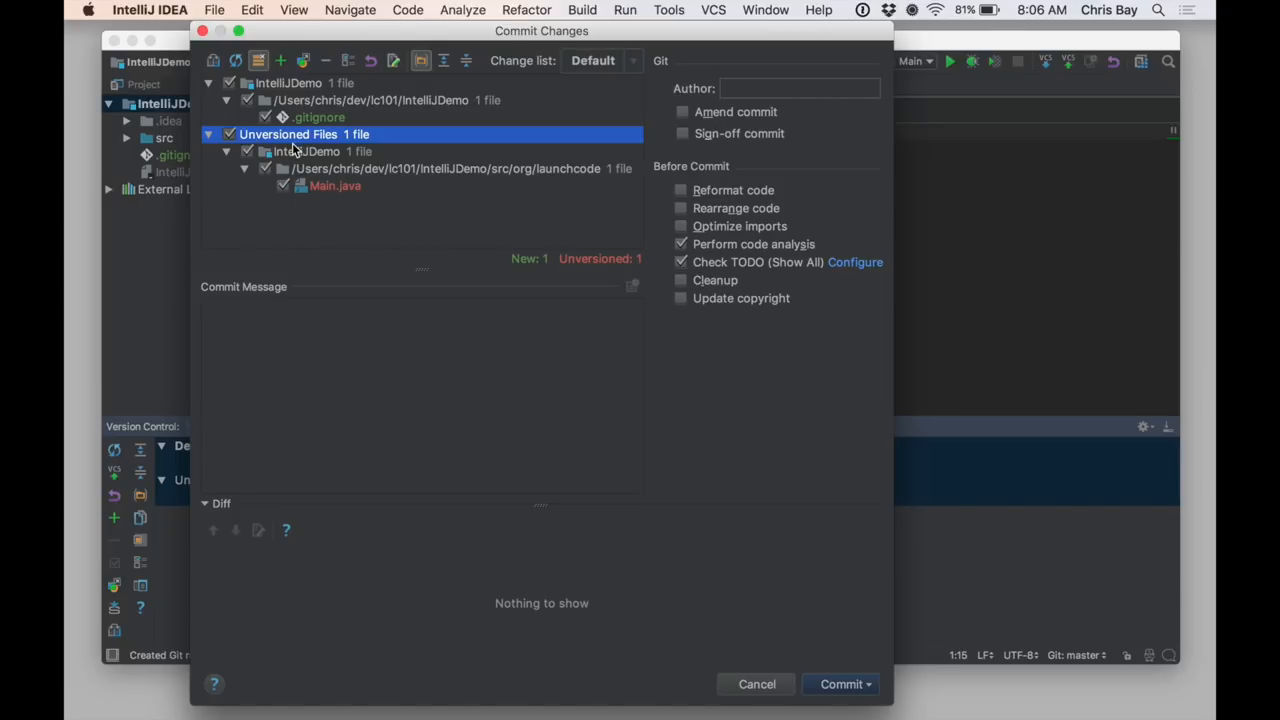 IntelliJ IDEA File Edit View Navigate Code Analyze Refactor Build Run Tools VCS Window Help 81% 8:06 AM Chris Bay
Commit Changes
IntelliJDemo
Change list: Default
Git
Main
Project
IntelliJDemo 1 file
Author:
/Users/chris/dev/lc101/IntelliJDemo 1 file
.gitignore
Amend commit
Unversioned Files 1 file
Sign-off commit
.idea
src
.gitign
IntelliJ
External L
IntelliJDemo 1 file
/Users/chris/dev/lc101/IntelliJDemo/src/org/launchcode 1 file
Main.java
Before Commit
Reformat code
Rearrange code
Optimize imports
Perform code analysis
Check TODO (Show All) Configure
Cleanup
Update copyright
New: 1 Unversioned: 1
Commit Message
Version Control:
De
Un
VCS
Diff
?
Nothing to show
?
Created Git r
1:15 LF UTF-8 Git: master
?
Cancel
Commit